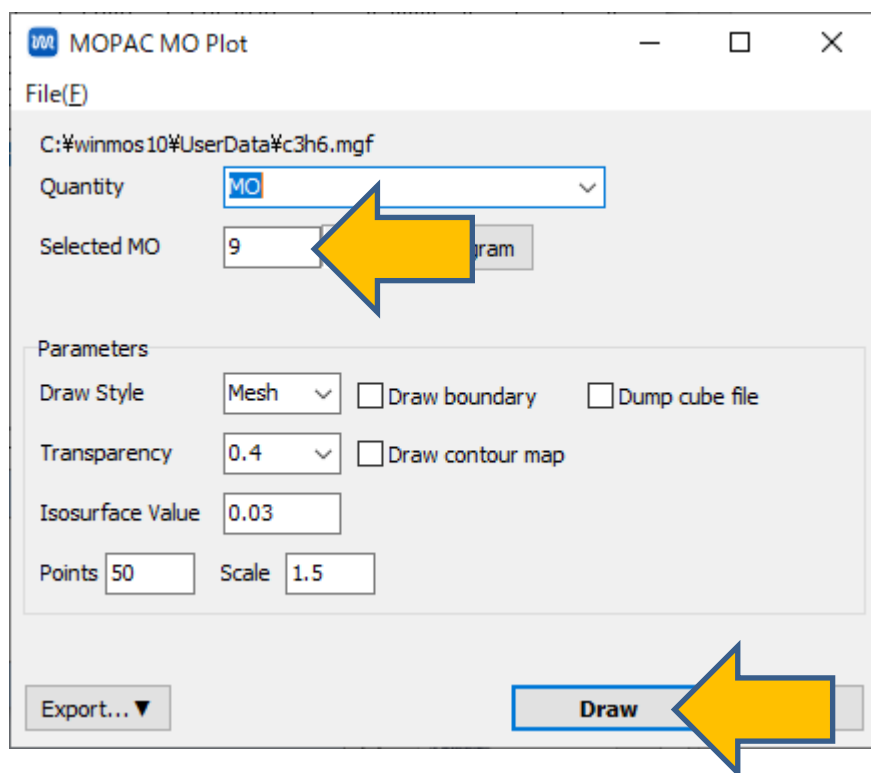 MOPAC MO Plot
File(F)
C:¥winmos10¥UserData¥c3h6.mgf
Quantity MO
Selected MO 9
Parameters
Draw Style Mesh Draw boundary Dump cube file
Transparency 0.4 Draw contour map
Isosurface Value 0.03
Points 50 Scale 1.5
Export...▼ Draw